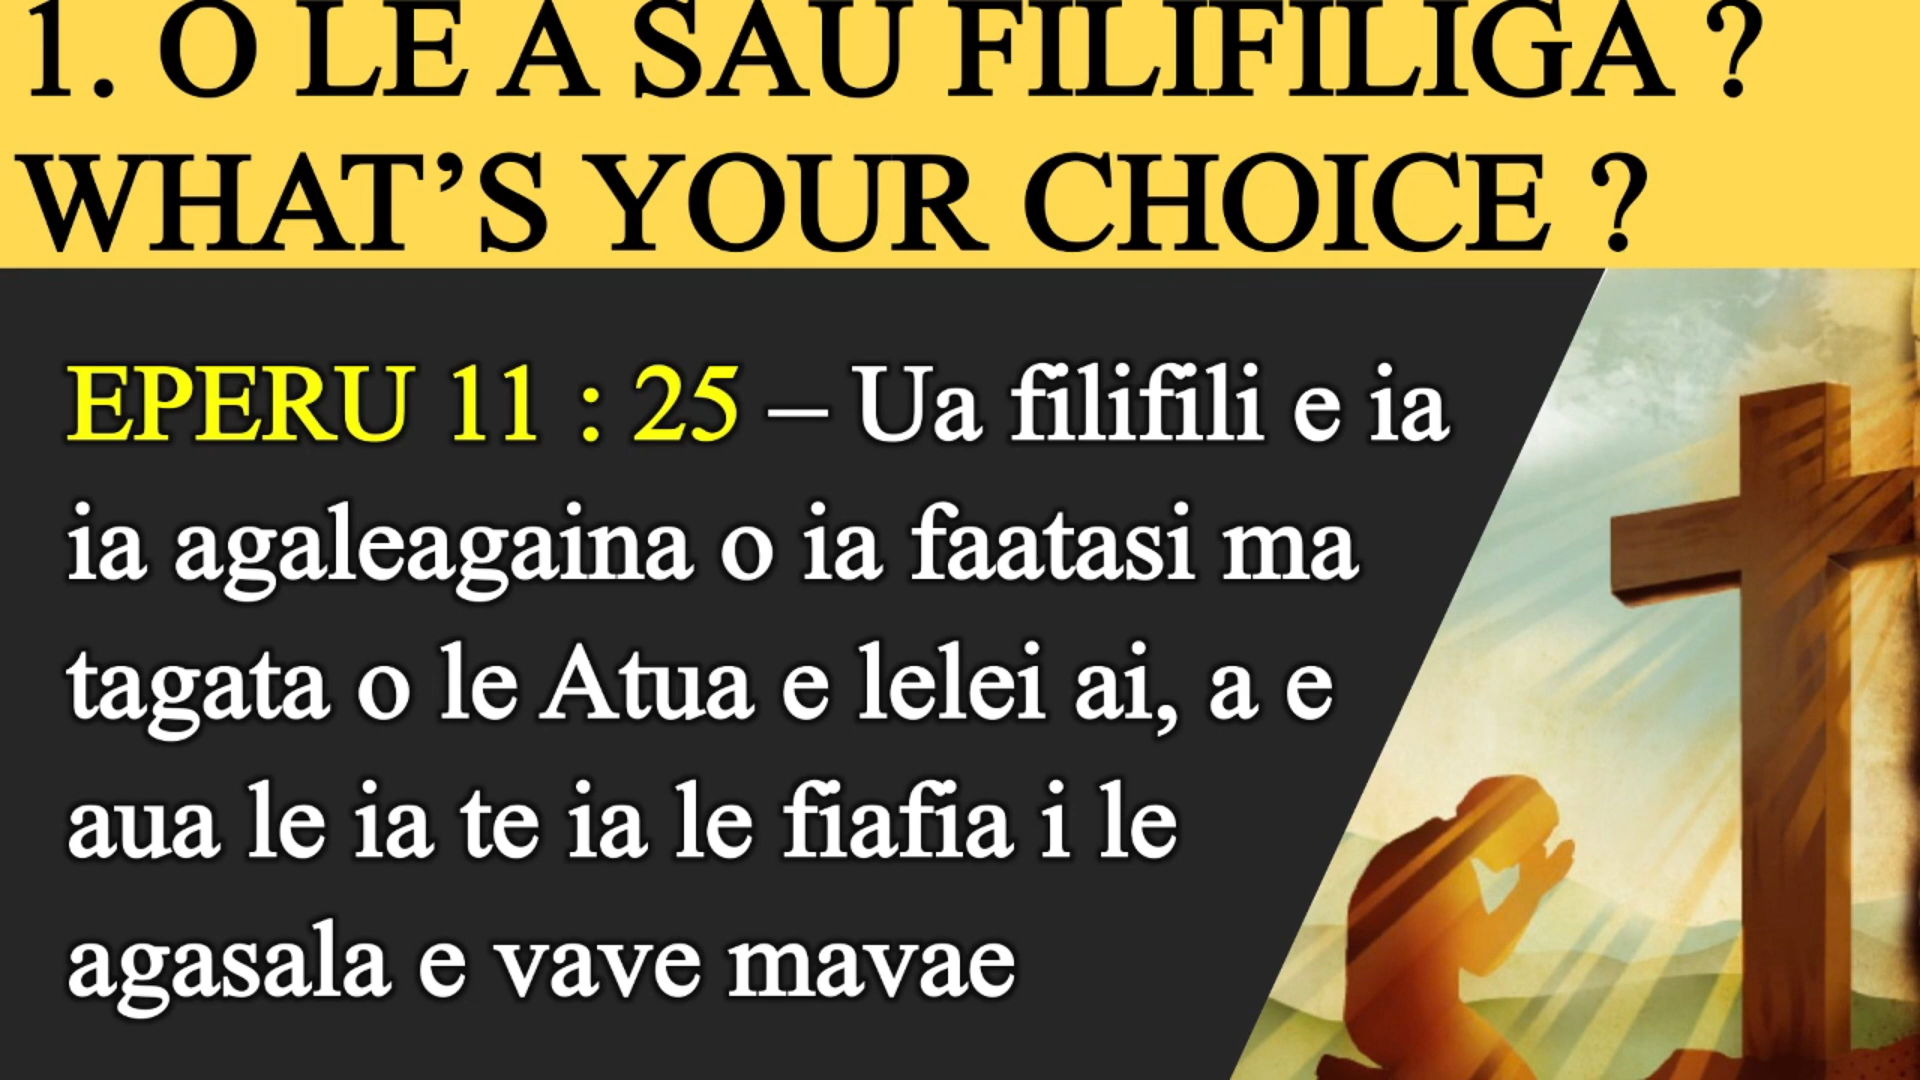 1. O LE A SAU FILIFILIGA ?
WHAT’S YOUR CHOICE ?
EPERU 11 : 25 – Ua filifili e ia
ia agaleagaina o ia faatasi ma
tagata o le Atua e lelei ai, a e
aua le ia te ia le fiafia i le
agasala e vave mavae